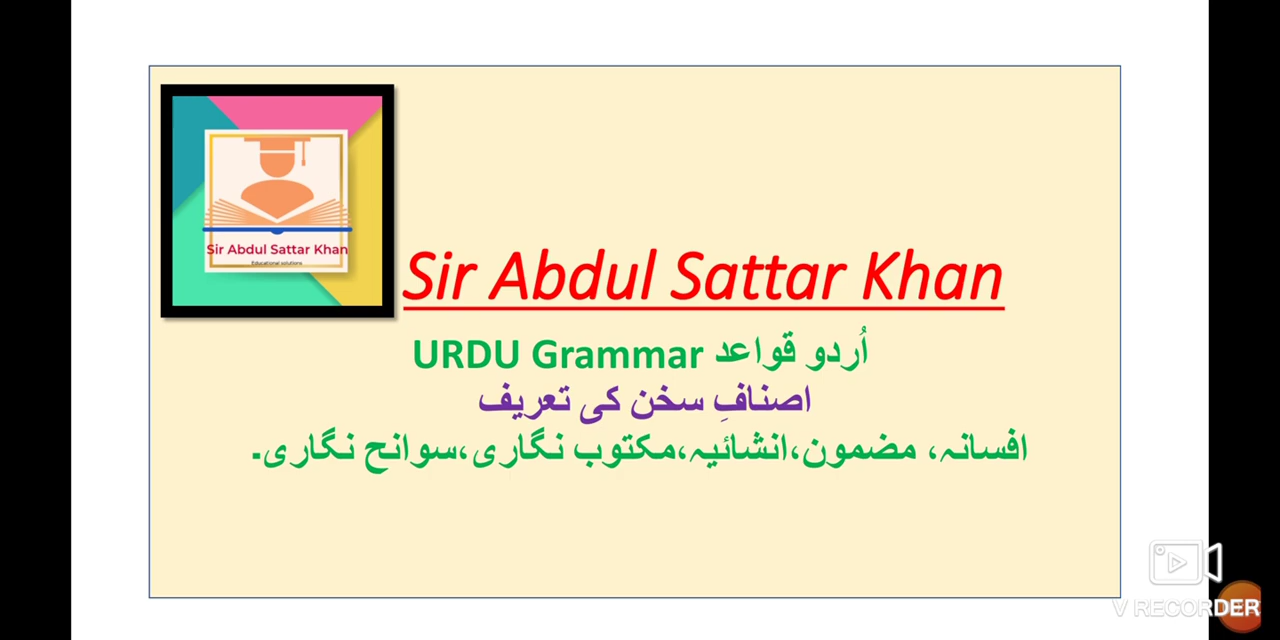 Sir Abdul Sattar Khan
Educational solutions
Sir Abdul Sattar Khan
URDU Grammar اُردو قواعد
اصنافِ سخن کی تعریف
افسانہ، مضمون،انشائیہ،مکتوب نگاری،سوانح نگاری۔
V RECORDER